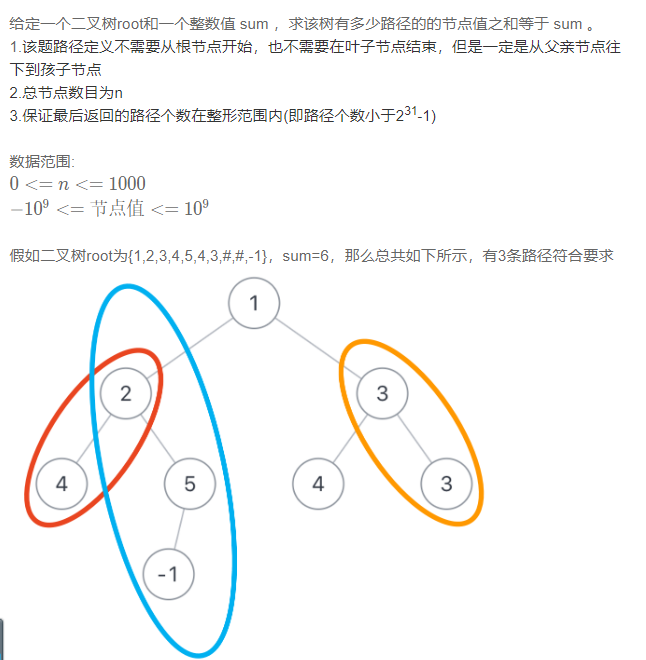 给定一个二叉树root和一个整数值 sum ，求该树有多少路径的的节点值之和等于 sum 。
1.该题路径定义不需要从根节点开始，也不需要在叶子节点结束，但是一定是从父亲节点往
下到孩子节点
2.总节点数目为n
3.保证最后返回的路径个数在整形范围内(即路径个数小于2³¹-1)
数据范围:
0 <= n <= 1000
−10⁹ <= 节点值 <= 10⁹
假如二叉树root为{1,2,3,4,5,4,3,#,#,-1}，sum=6，那么总共如下所示，有3条路径符合要求
1
2 3
4 5 4 3
-1